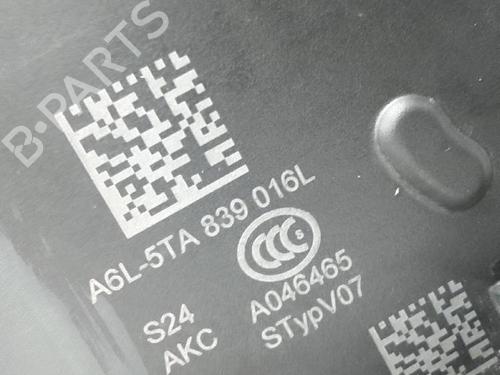 B-PARTS
A6L-5TA 839 016L
CCC S
S24
A046465
AKC
STypV07